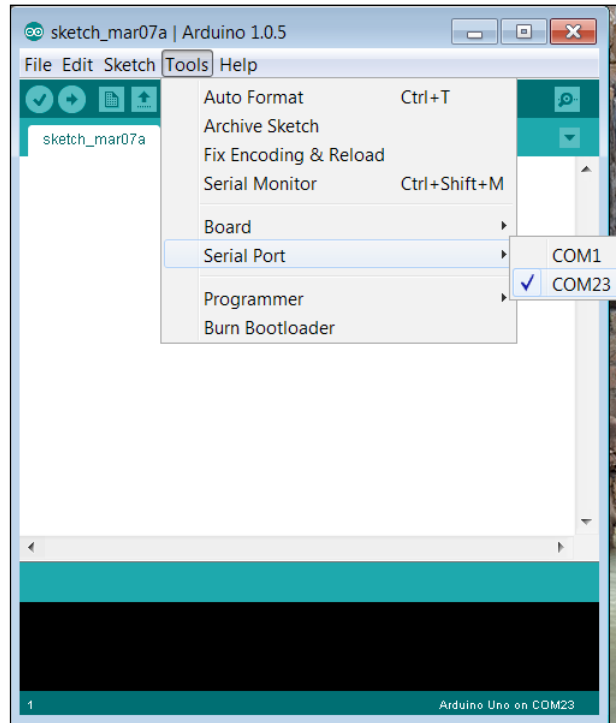 sketch_mar07a | Arduino 1.0.5
File Edit Sketch Tools Help
sketch_mar07a
Auto Format Ctrl+T
Archive Sketch
Fix Encoding & Reload
Serial Monitor Ctrl+Shift+M
Board
Serial Port
COM1
COM23
Programmer
Burn Bootloader
1 Arduino Uno on COM23